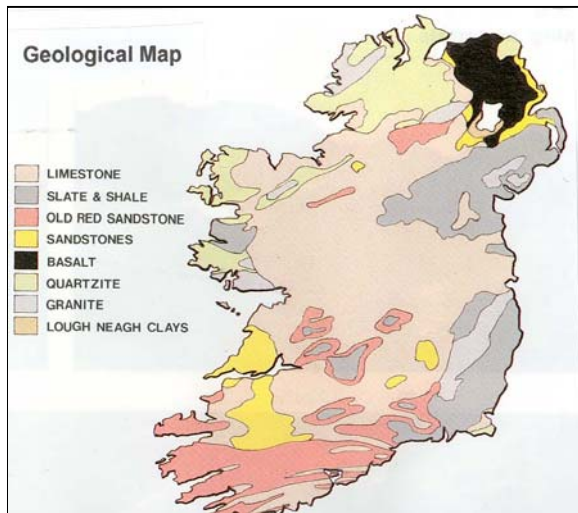 Geological Map
LIMESTONE
SLATE & SHALE
OLD RED SANDSTONE
SANDSTONES
BASALT
QUARTZITE
GRANITE
LOUGH NEAGH CLAYS